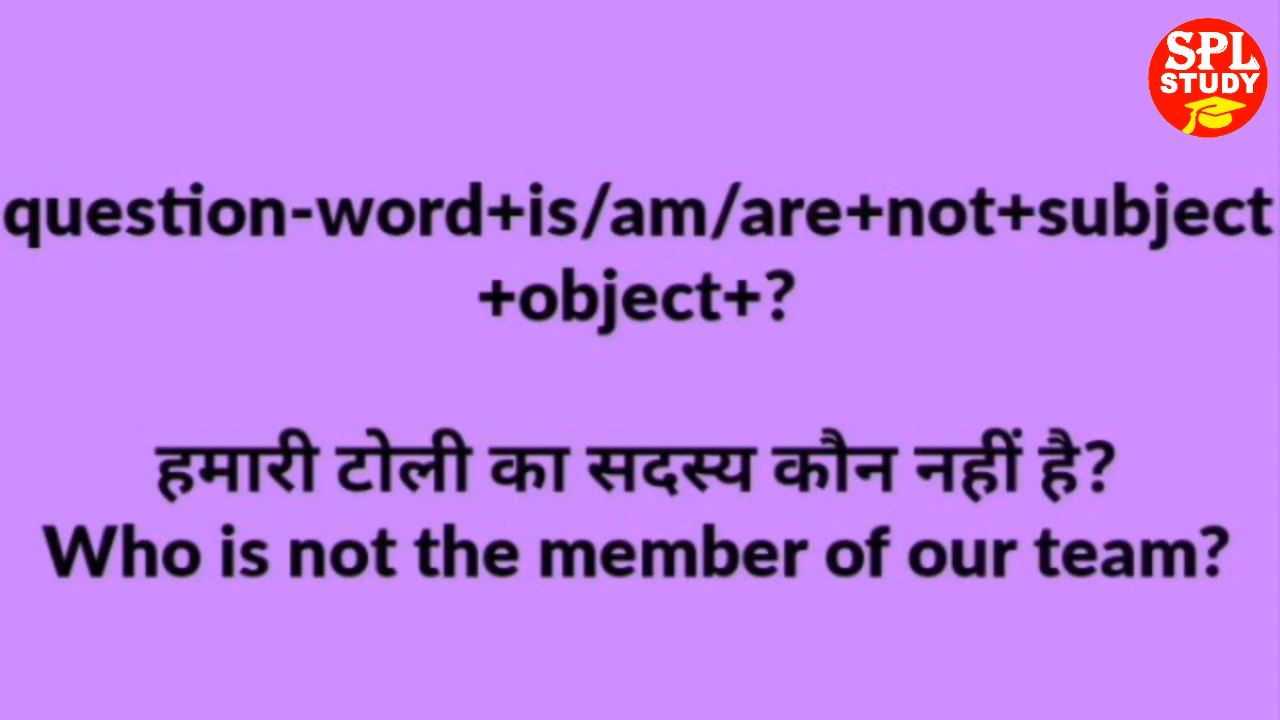 SPL
STUDY
question-word+is/am/are+not+subject
+object+?
हमारी टोली का सदस्य कौन नहीं है?
Who is not the member of our team?